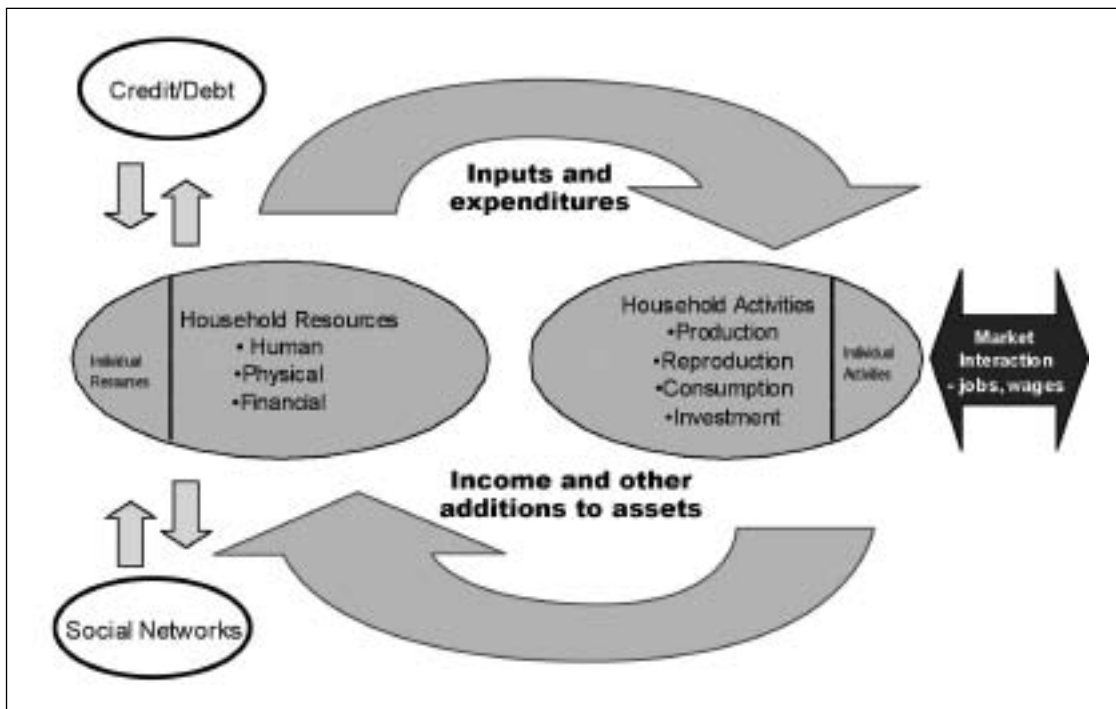 Credit/Debt
Inputs and
expenditures
Household Resources
• Human
•Physical
•Financial
Individual
Resources
Household Activities
•Production
•Reproduction
•Consumption
•Investment
Individual
Activities
Market
Interaction
- jobs, wages
Income and other
additions to assets
Social Networks